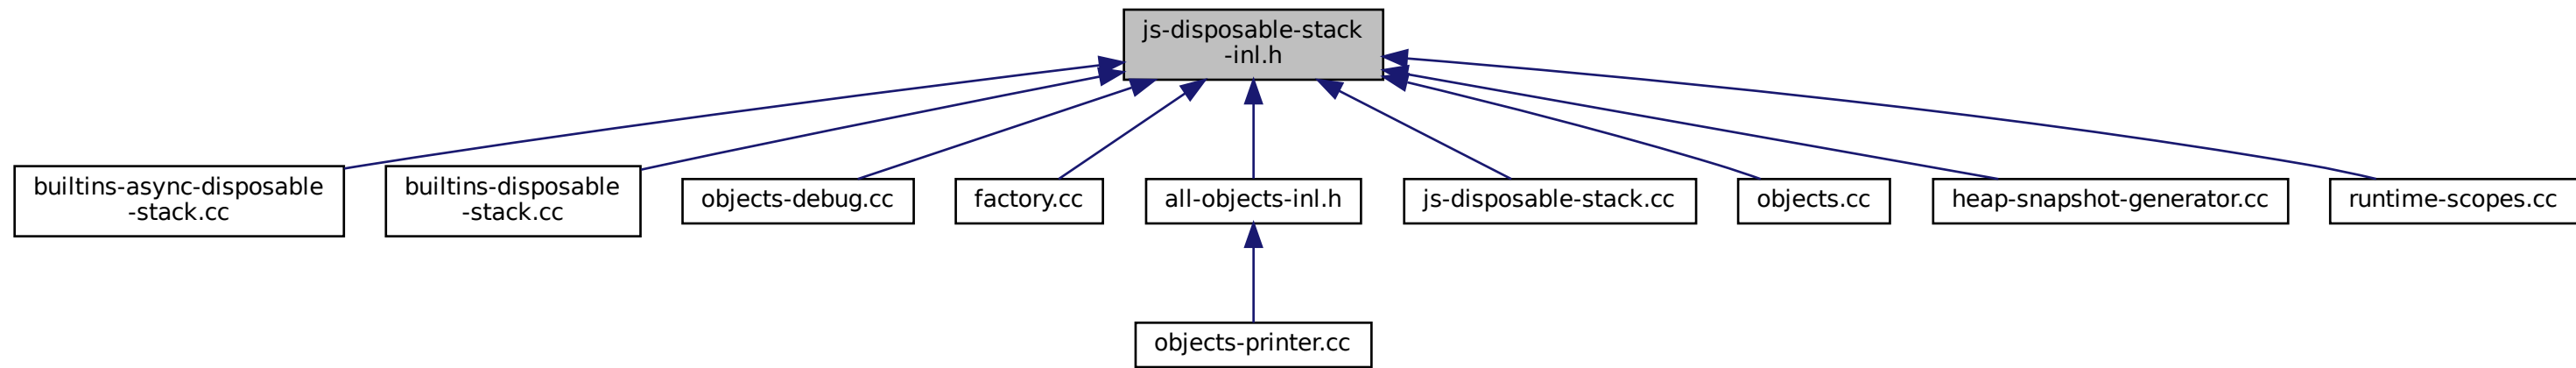 js-disposable-stack
-inl.h
builtins-async-disposable
-stack.cc
builtins-disposable
-stack.cc
objects-debug.cc
factory.cc
all-objects-inl.h
js-disposable-stack.cc
objects.cc
heap-snapshot-generator.cc
runtime-scopes.cc
objects-printer.cc